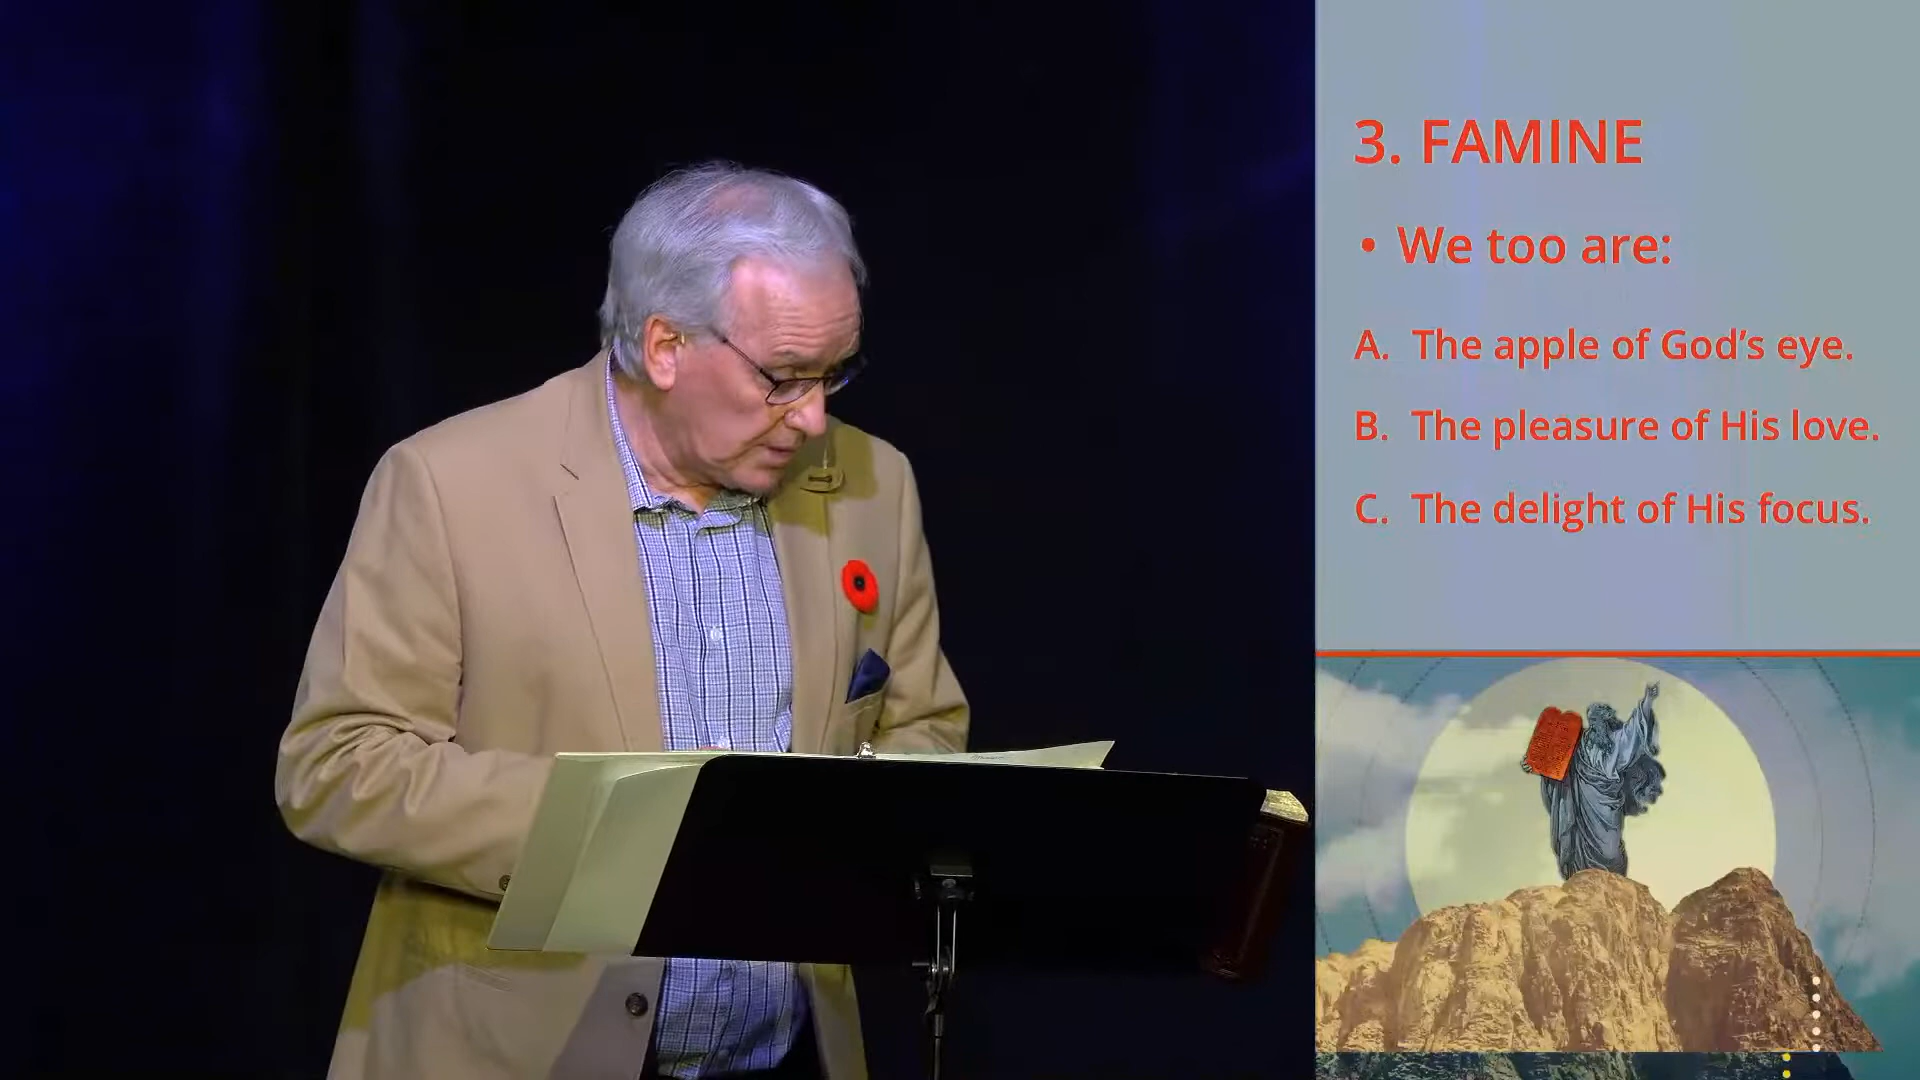 3. FAMINE
• We too are:
A. The apple of God’s eye.
B. The pleasure of His love.
C. The delight of His focus.